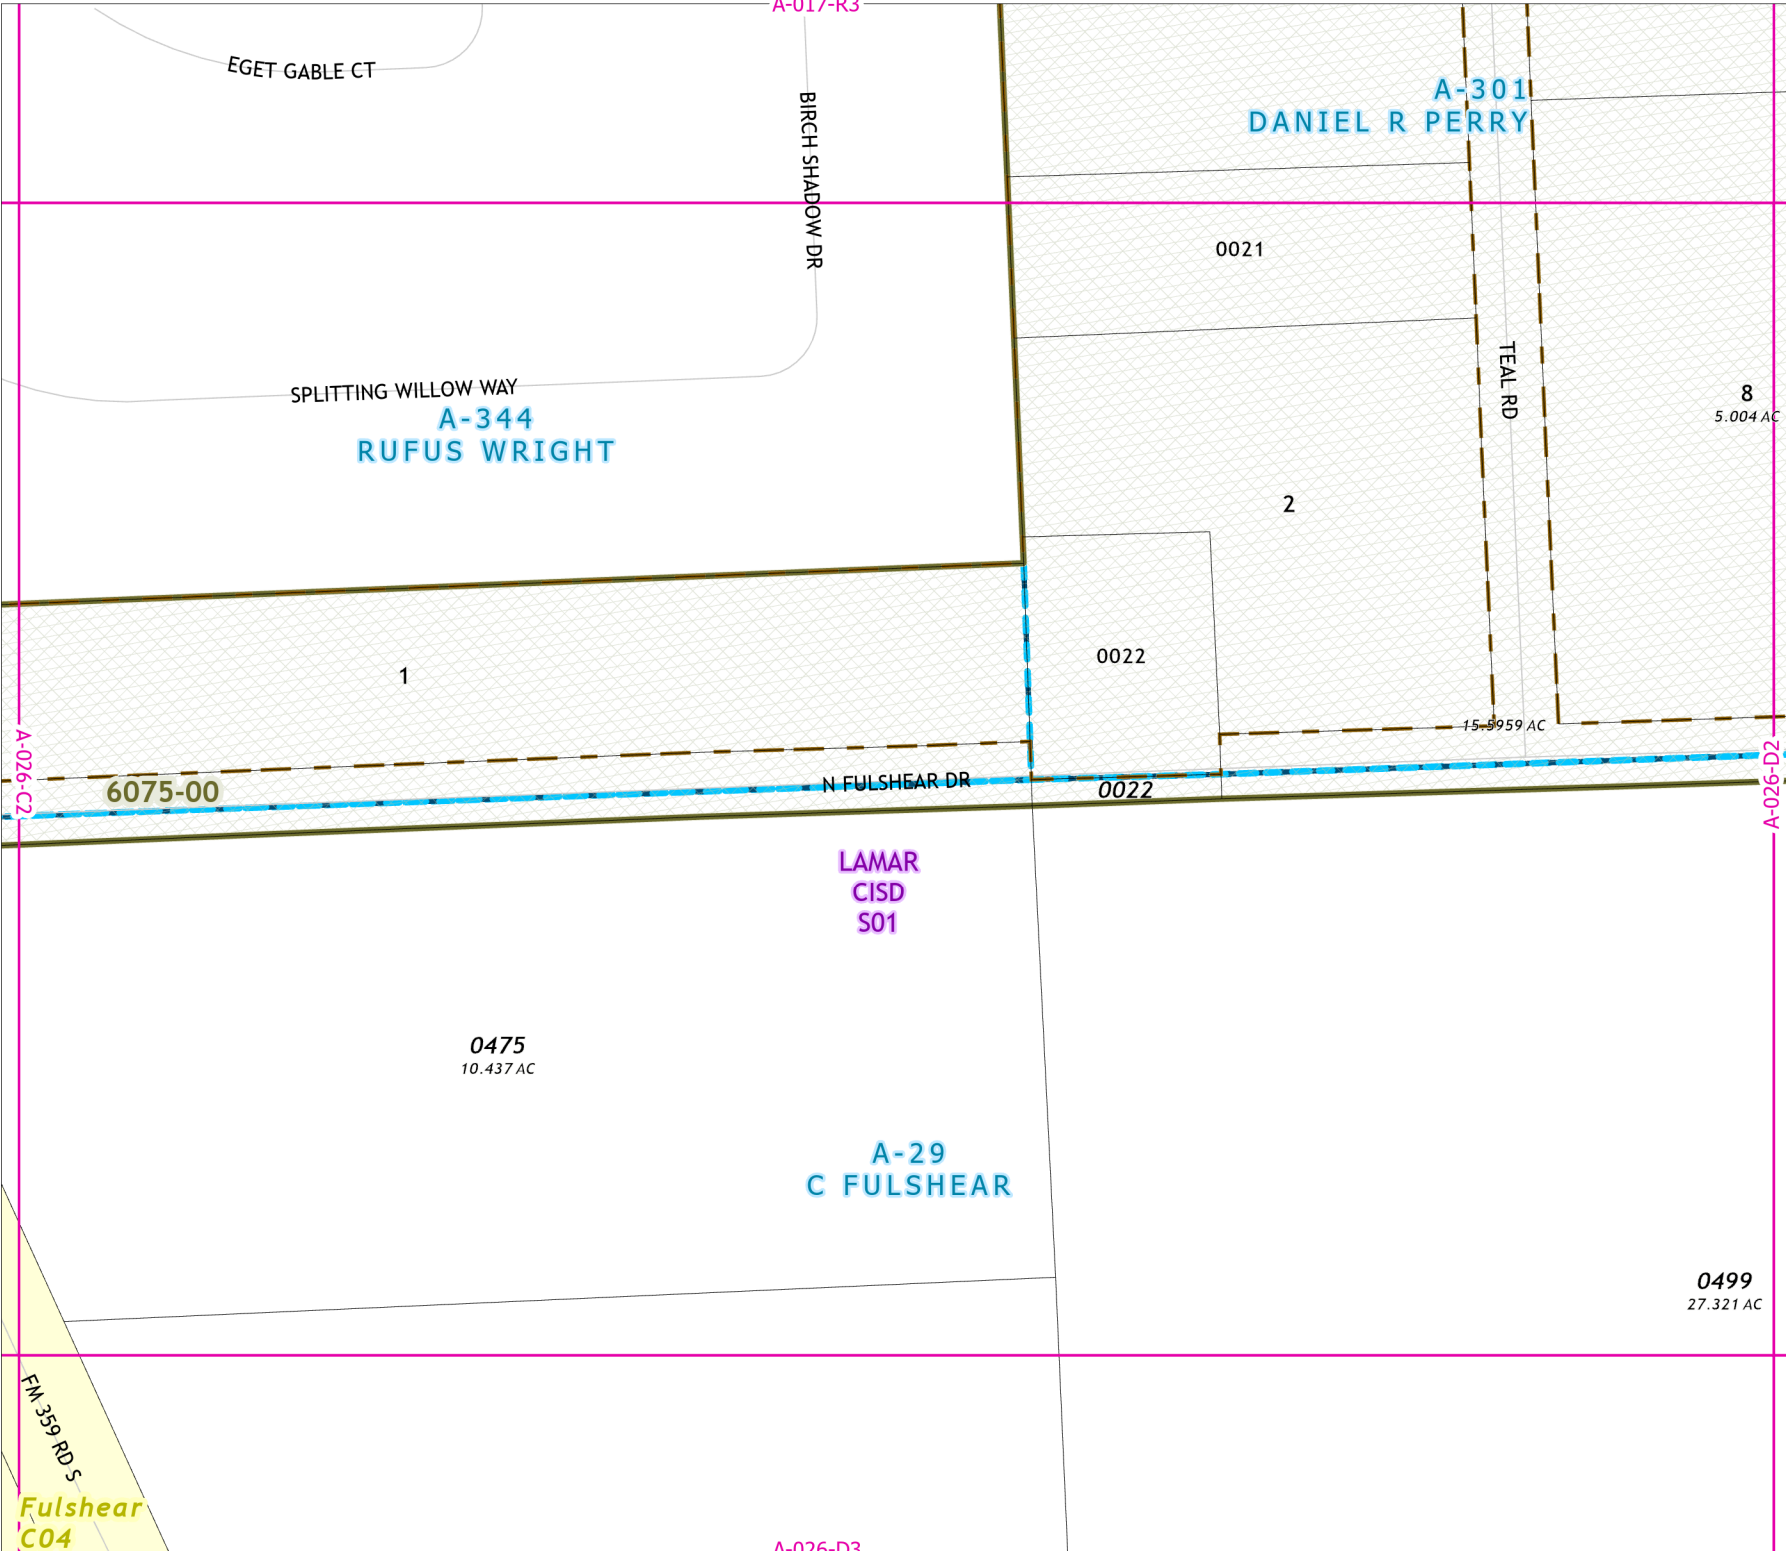 A-017-R3
EGET GABLE CT
BIRCH SHADOW DR
A-301
DANIEL R PERRY
0021
TEAL RD
8
5.004 AC
SPLITTING WILLOW WAY
A-344
RUFUS WRIGHT
2
0022
1
15.5959 AC
A-026-C2
A-026-D2
6075-00
N FULSHEAR DR
0022
LAMAR
CISD
S01
0475
10.437 AC
A-29
C FULSHEAR
0499
27.321 AC
FM 359 RD S
Fulshear
C04
A-026-D3